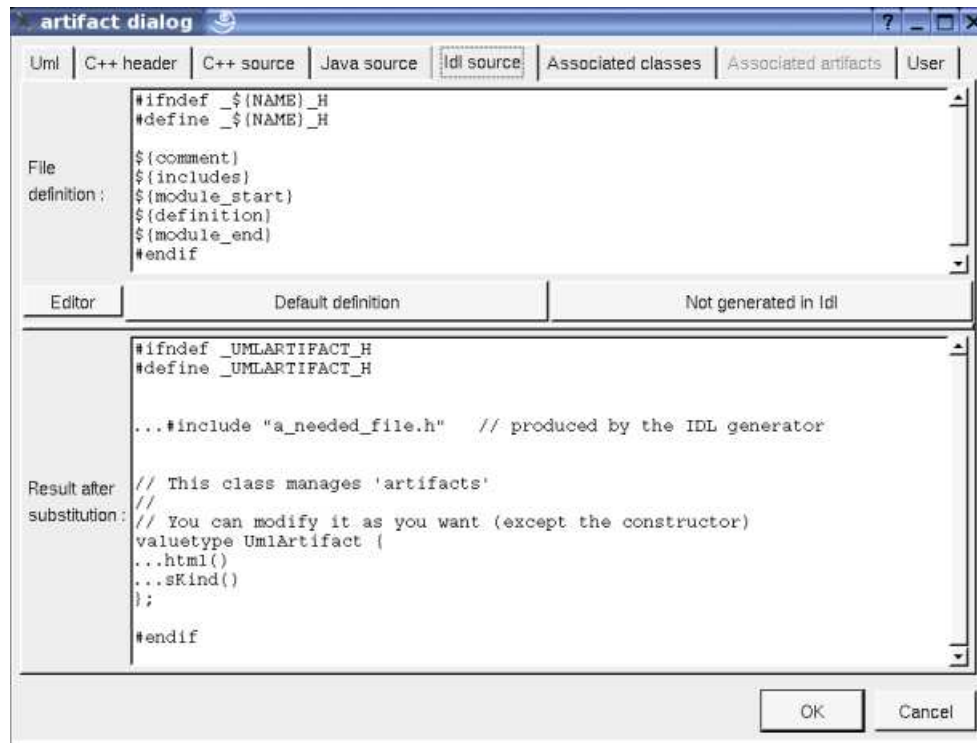 artifact dialog
? _ □ ×
Uml C++ header C++ source Java source Idl source Associated classes Associated artifacts User
#ifndef _${NAME}_H
#define _${NAME}_H
${comment}
${includes}
${module_start}
${definition}
${module_end}
#endif
File
definition :
Editor Default definition Not generated in Idl
#ifndef _UMLARTIFACT_H
#define _UMLARTIFACT_H
...#include "a_needed_file.h"   // produced by the IDL generator
// This class manages 'artifacts'
//
// You can modify it as you want (except the constructor)
valuetype UmlArtifact {
...html()
...sKind()
};
#endif
Result after
substitution :
OK Cancel